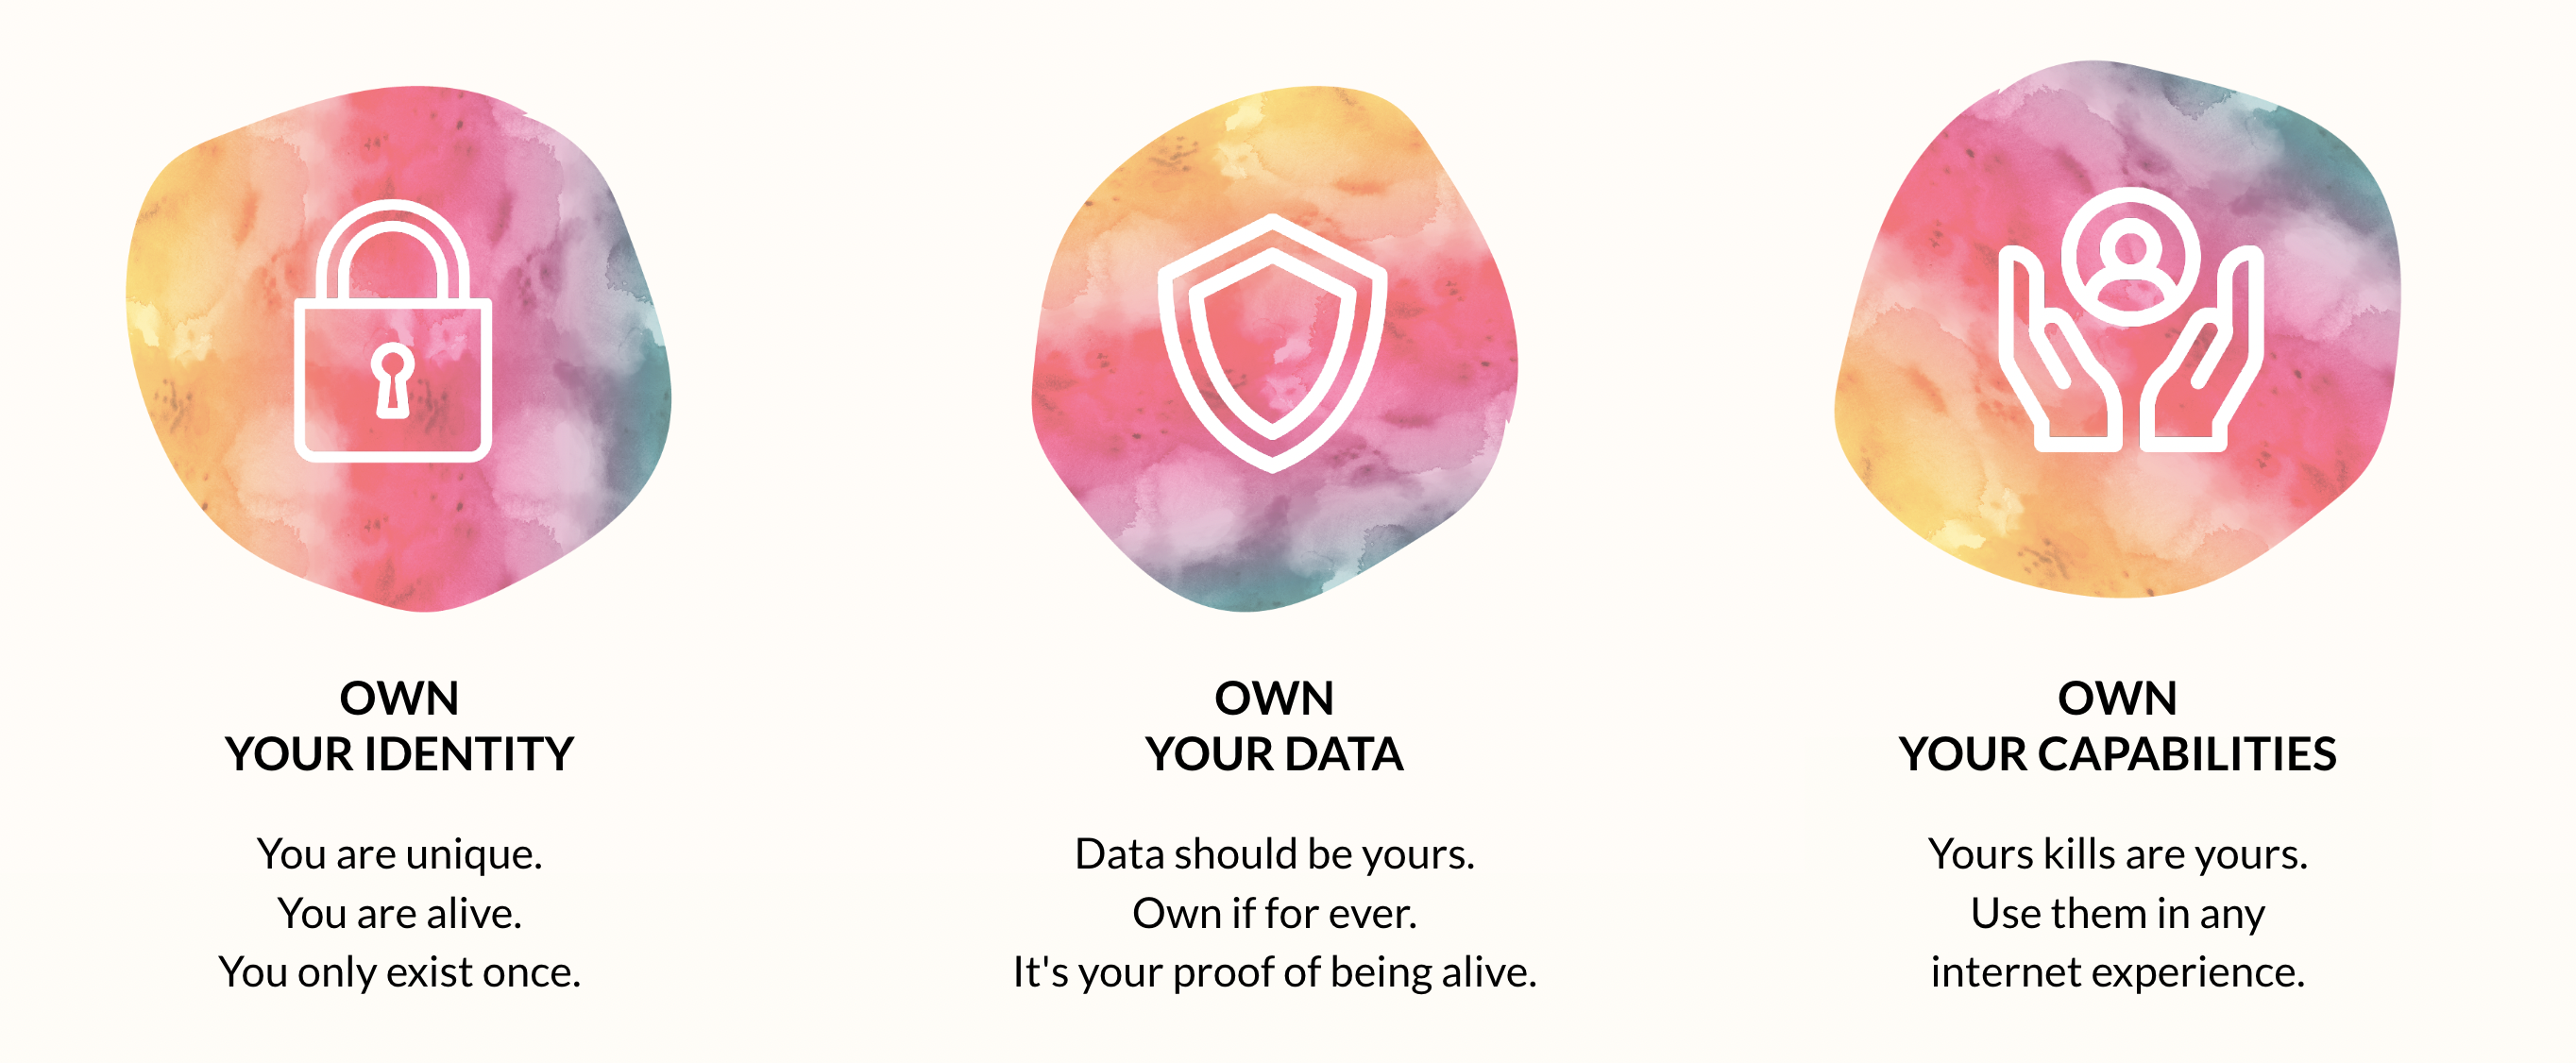 OWN
YOUR IDENTITY
You are unique.
You are alive.
You only exist once.
OWN
YOUR DATA
Data should be yours.
Own if for ever.
It's your proof of being alive.
OWN
YOUR CAPABILITIES
Yours kills are yours.
Use them in any
internet experience.